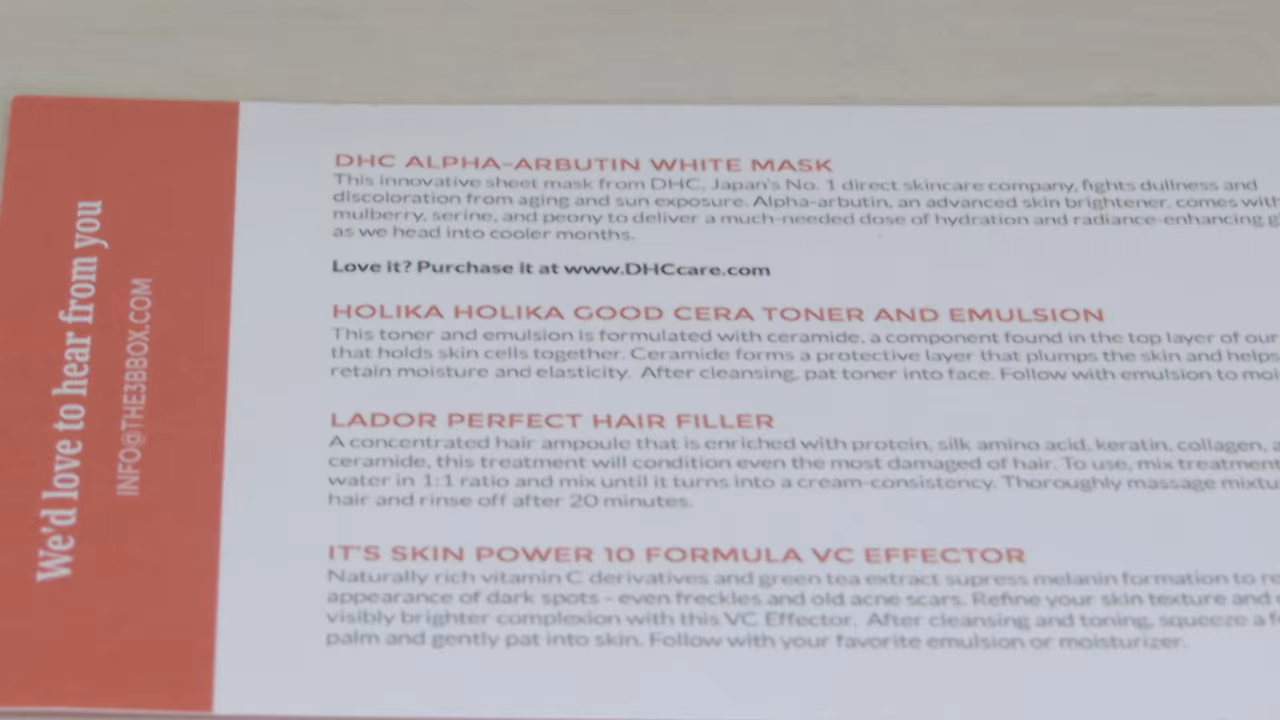 We'd love to hear from you
INFO@THE3BBOX.COM
DHC ALPHA-ARBUTIN WHITE MASK
This innovative sheet mask from DHC, Japan's No. 1 direct skincare company, fights dullness and
discoloration from aging and sun exposure. Alpha-arbutin, an advanced skin brightener, comes with
mulberry, serine, and peony to deliver a much-needed dose of hydration and radiance-enhancing
as we head into cooler months.
Love it? Purchase it at www.DHCcare.com
HOLIKA HOLIKA GOOD CERA TONER AND EMULSION
This toner and emulsion is formulated with ceramide, a component found in the top layer of our
that holds skin cells together. Ceramide forms a protective layer that plumps the skin and helps
retain moisture and elasticity. After cleansing, pat toner into face. Follow with emulsion to
LADOR PERFECT HAIR FILLER
A concentrated hair ampoule that is enriched with protein, silk amino acid, keratin, collagen,
ceramide, this treatment will condition even the most damaged of hair. To use, mix treatment
water in 1:1 ratio and mix until it turns into a cream-consistency. Thoroughly massage
hair and rinse off after 20 minutes.
IT'S SKIN POWER 10 FORMULA VC EFFECTOR
Naturally rich vitamin C derivatives and green tea extract supress melanin formation to
appearance of dark spots - even freckles and old acne scars. Refine your skin texture and
visibly brighter complexion with this VC Effector. After cleansing and toning, squeeze a
palm and gently pat into skin. Follow with your favorite emulsion or moisturizer.